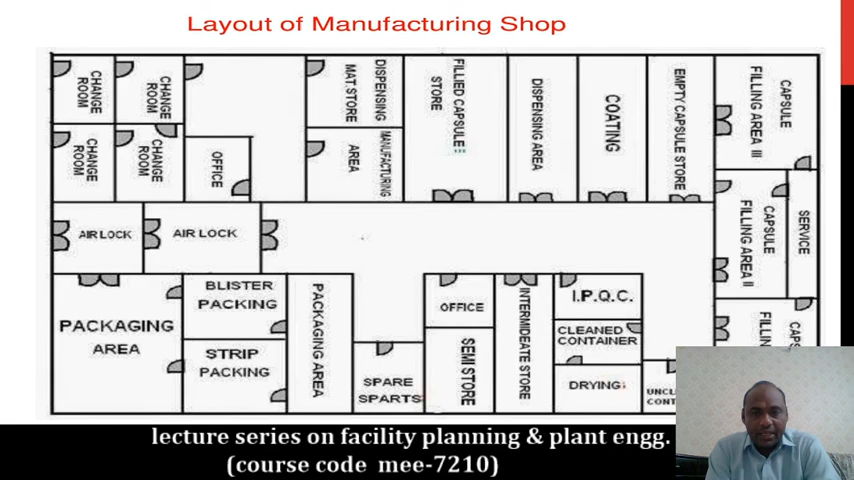 Layout of Manufacturing Shop
CHANGE
ROOM
CHANGE
ROOM
DISPENSING
MAT.STORE
FILLIED CAPSULE
STORE
DISPENSING AREA
COATING
EMPTY CAPSULE STORE
CAPSULE
FILLING AREA III
CHANGE
ROOM
CHANGE
ROOM
OFFICE
MANUFACTURING
AREA
CAPSULE
FILLING AREA II
SERVICE
AIR LOCK
AIR LOCK
PACKAGING
AREA
BLISTER
PACKING
STRIP
PACKING
PACKAGING AREA
SPARE
SPARTS
OFFICE
SEMI STORE
INTERMIDEATE STORE
I.P.Q.C.
CLEANED
CONTAINER
DRYING
lecture series on facility planning & plant engg.
(course code mee-7210)